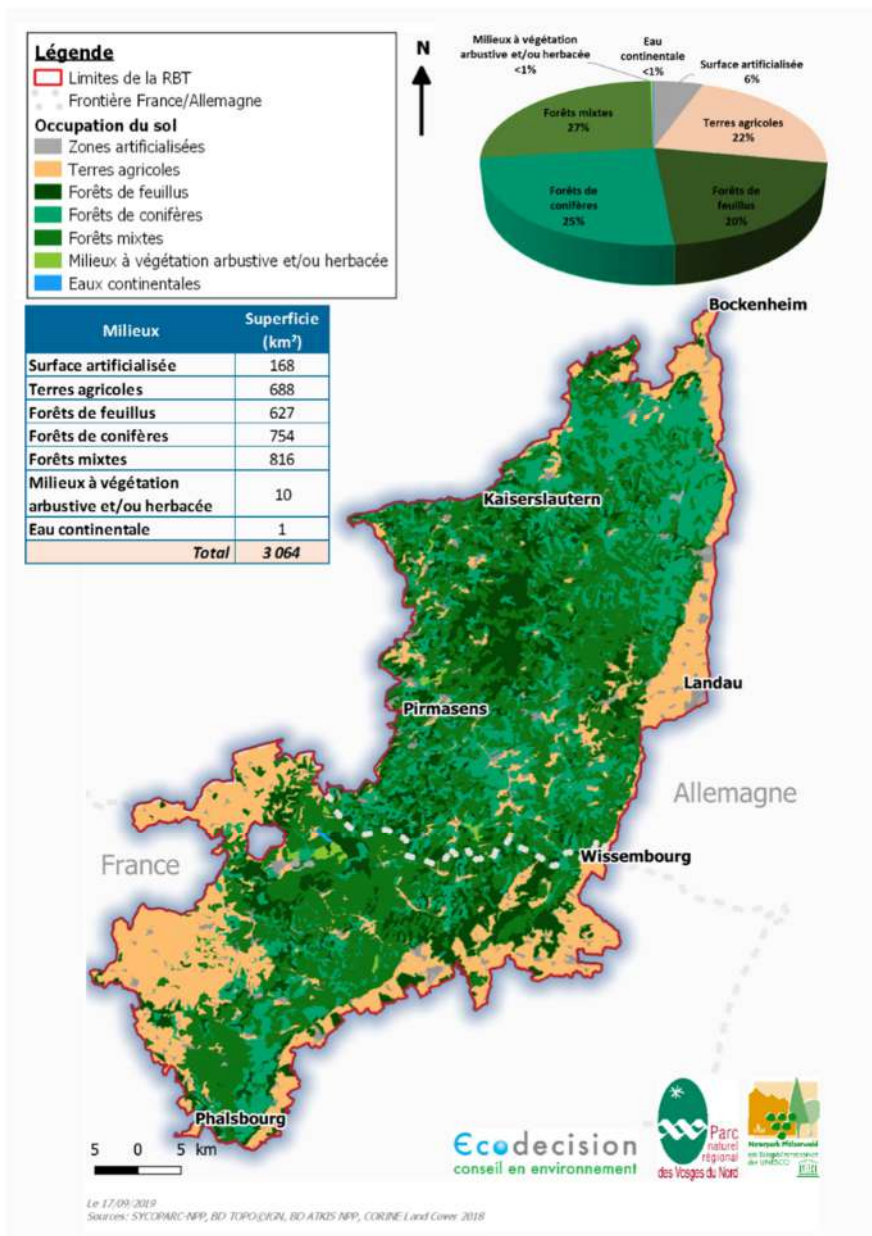 Légende
Limites de la RBT
Frontière France/Allemagne
Occupation du sol
Zones artificialisées
Terres agricoles
Forêts de feuillus
Forêts de conifères
Forêts mixtes
Milieux à végétation arbustive et/ou herbacée
Eaux continentales
N
Milieux à végétation
arbustive et/ou herbacée
<1%
Eau
continentale
<1%
Surface artificialisée
6%
Terres agricoles
22%
Forêts de
feuillus
20%
Forêts de
conifères
25%
Forêts mixtes
27%
Milieux Superficie
(km²)
Surface artificialisée 168
Terres agricoles 688
Forêts de feuillus 627
Forêts de conifères 754
Forêts mixtes 816
Milieux à végétation
arbustive et/ou herbacée 10
Eau continentale 1
Total 3 064
Bockenheim
Kaiserslautern
Landau
Pirmasens
Allemagne
France
Wissembourg
Phalsbourg
5 0 5 km
Ecodecision
conseil en environnement
Parc
naturel
régional
des Vosges du Nord
Naturpark Pfälzerwald
UNESCO
Le 17/09/2019
Sources: SYCOPARC-NPP, BD TOPO©IGN, BD ATKIS NPP, CORINE Land Cover 2018